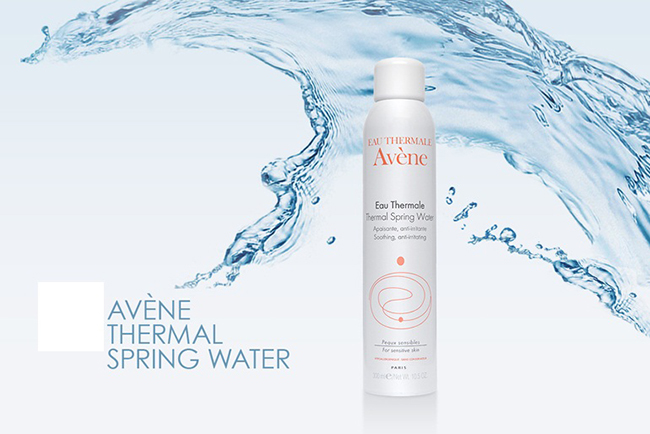 EAU THERMALE
Avène
Eau Thermale
Thermal Spring Water
Apaisante, anti-irritante
Soothing, anti-irritating
Peaux sensibles
For sensitive skin
PARIS
AVÈNE
THERMAL
SPRING WATER